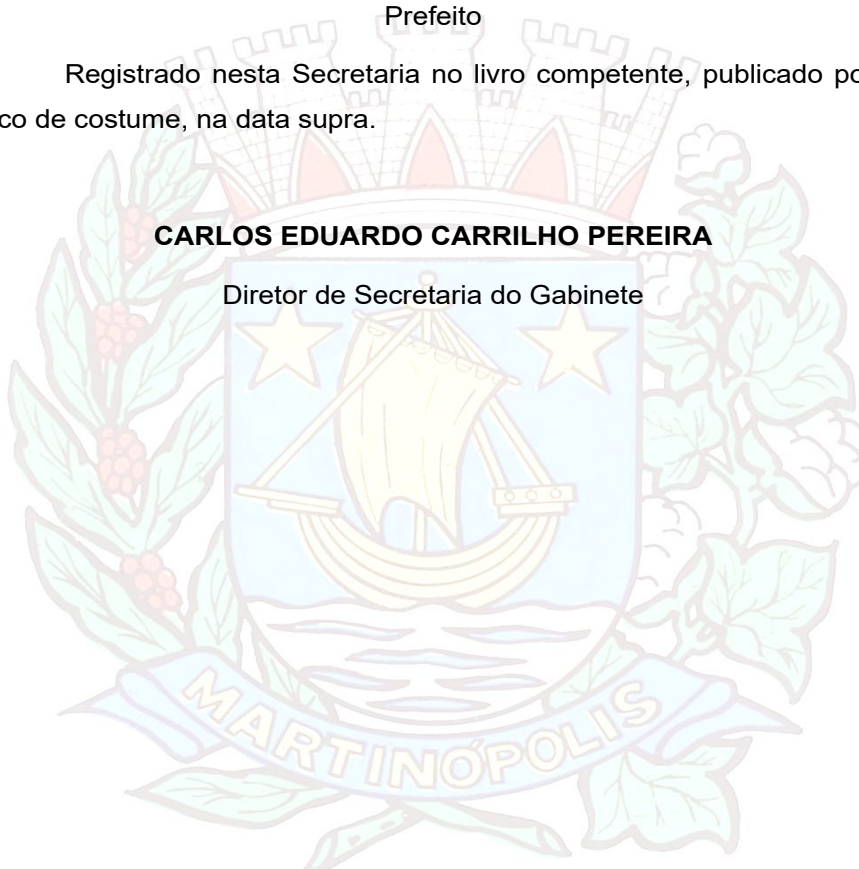 Prefeito
Registrado nesta Secretaria no livro competente, publicado po
co de costume, na data supra.
CARLOS EDUARDO CARRILHO PEREIRA
Diretor de Secretaria do Gabinete
MARTINÓPOLIS